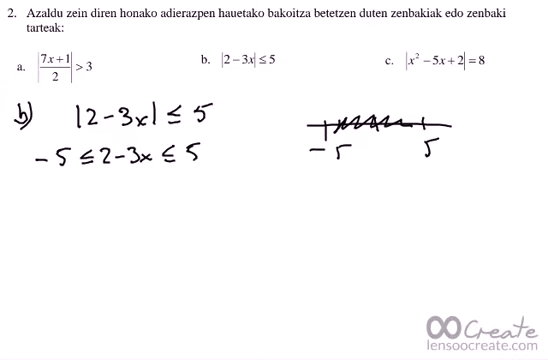 2. Azaldu zein diren honako adierazpen hauetako bakoitza betetzen duten zenbakiak edo zenbaki
tarteak:
a. |(7x+1)/2| > 3 b. |2−3x| ≤ 5 c. |x² −5x+2| = 8
b) |2−3x| ≤ 5
−5 ≤ 2−3x ≤ 5
−5 5
Create
lensoocreate.com